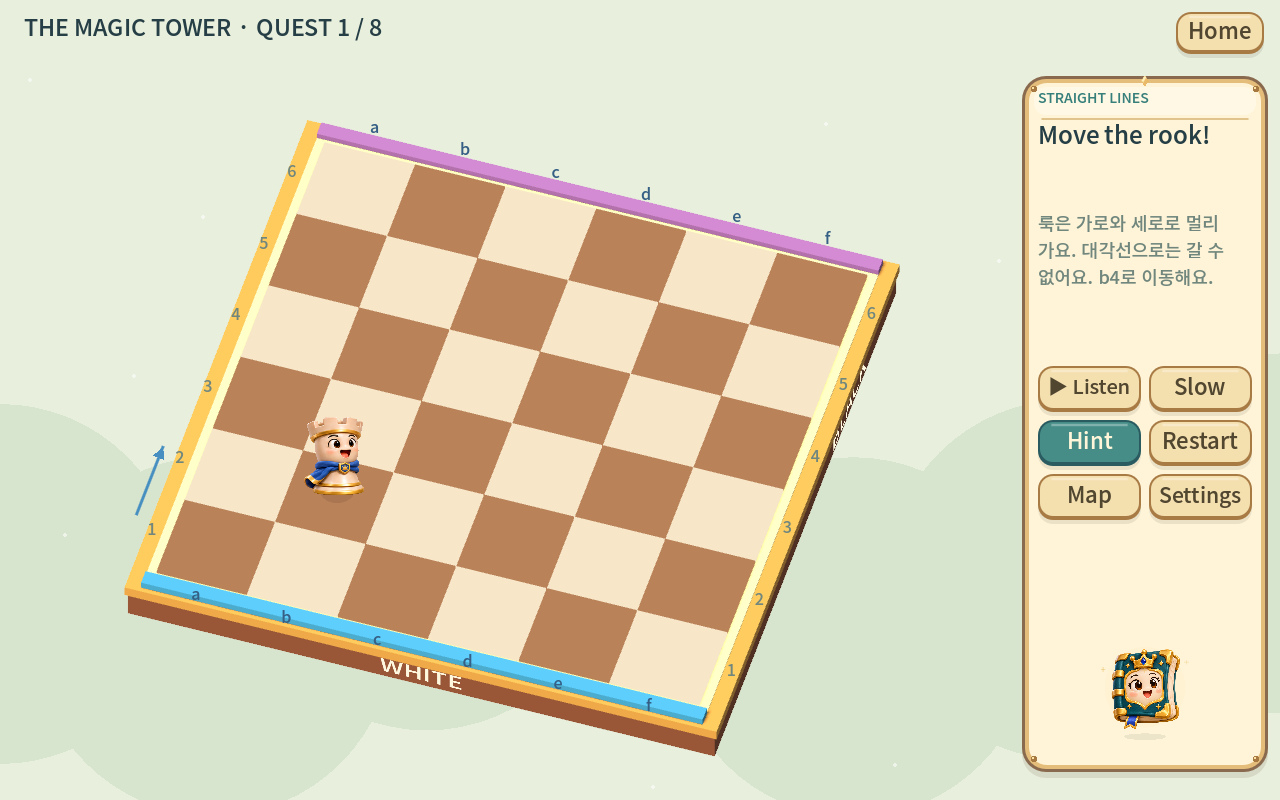 THE MAGIC TOWER · QUEST 1 / 8
Home
STRAIGHT LINES
Move the rook!
룩은 가로와 세로로 멀리
가요. 대각선으로는 갈 수
없어요. b4로 이동해요.
▶ Listen
Slow
Hint
Restart
Map
Settings
a b c d e f
6 6
5 5
4 4
3 3
2 2
1 1
a b c d e f
WHITE